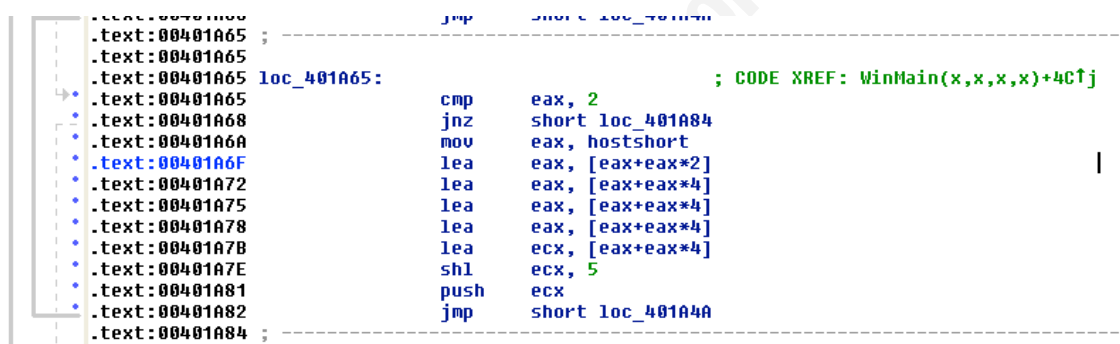 .text:00401A65 ; ---------------------------------------------------------------------------
.text:00401A65
.text:00401A65 loc_401A65: ; CODE XREF: WinMain(x,x,x,x)+4C↑j
.text:00401A65 cmp eax, 2
.text:00401A68 jnz short loc_401A84
.text:00401A6A mov eax, hostshort
.text:00401A6F lea eax, [eax+eax*2]
.text:00401A72 lea eax, [eax+eax*4]
.text:00401A75 lea eax, [eax+eax*4]
.text:00401A78 lea eax, [eax+eax*4]
.text:00401A7B lea ecx, [eax+eax*4]
.text:00401A7E shl ecx, 5
.text:00401A81 push ecx
.text:00401A82 jmp short loc_401A4A
.text:00401A84 ; ---------------------------------------------------------------------------